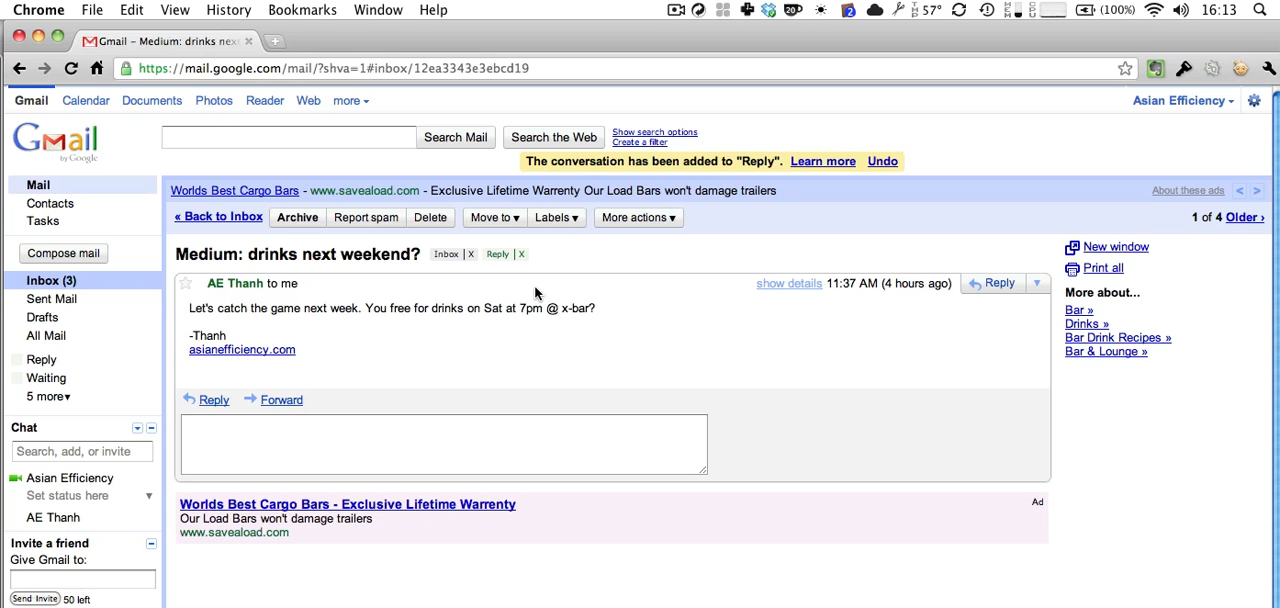 Chrome File Edit View History Bookmarks Window Help 20P 2 57° (100%) 16:13
Gmail - Medium: drinks nex
https://mail.google.com/mail/?shva=1#inbox/12ea3343e3ebcd19
Gmail Calendar Documents Photos Reader Web more Asian Efficiency
Gmail by Google
Search Mail Search the Web Show search options
Create a filter
The conversation has been added to "Reply". Learn more Undo
Mail
Contacts
Tasks
Compose mail
Inbox (3)
Sent Mail
Drafts
All Mail
Reply
Waiting
5 more
Chat
Search, add, or invite
Asian Efficiency
Set status here
AE Thanh
Invite a friend
Give Gmail to:
Send Invite 50 left
Worlds Best Cargo Bars - www.saveaload.com - Exclusive Lifetime Warrenty Our Load Bars won't damage trailers About these ads < >
« Back to Inbox Archive Report spam Delete Move to Labels More actions 1 of 4 Older ›
Medium: drinks next weekend? Inbox | X Reply | X
AE Thanh to me show details 11:37 AM (4 hours ago) Reply
Let's catch the game next week. You free for drinks on Sat at 7pm @ x-bar?
-Thanh
asianefficiency.com
Reply Forward
Worlds Best Cargo Bars - Exclusive Lifetime Warrenty Ad
Our Load Bars won't damage trailers
www.saveaload.com
New window
Print all
More about...
Bar »
Drinks »
Bar Drink Recipes »
Bar & Lounge »